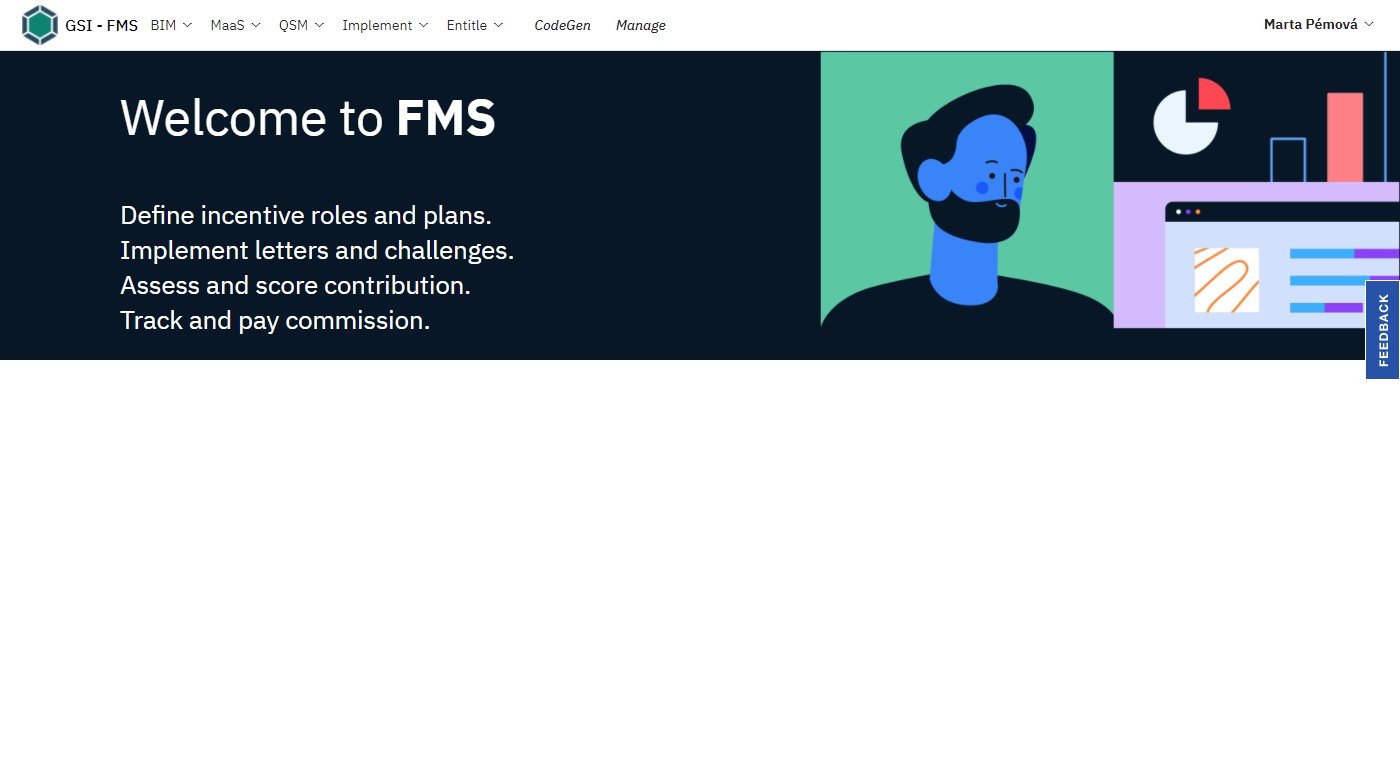 GSI - FMS BIM MaaS QSM Implement Entitle CodeGen Manage Marta Pémová
Welcome to FMS
Define incentive roles and plans.
Implement letters and challenges.
Assess and score contribution.
Track and pay commission.
FEEDBACK